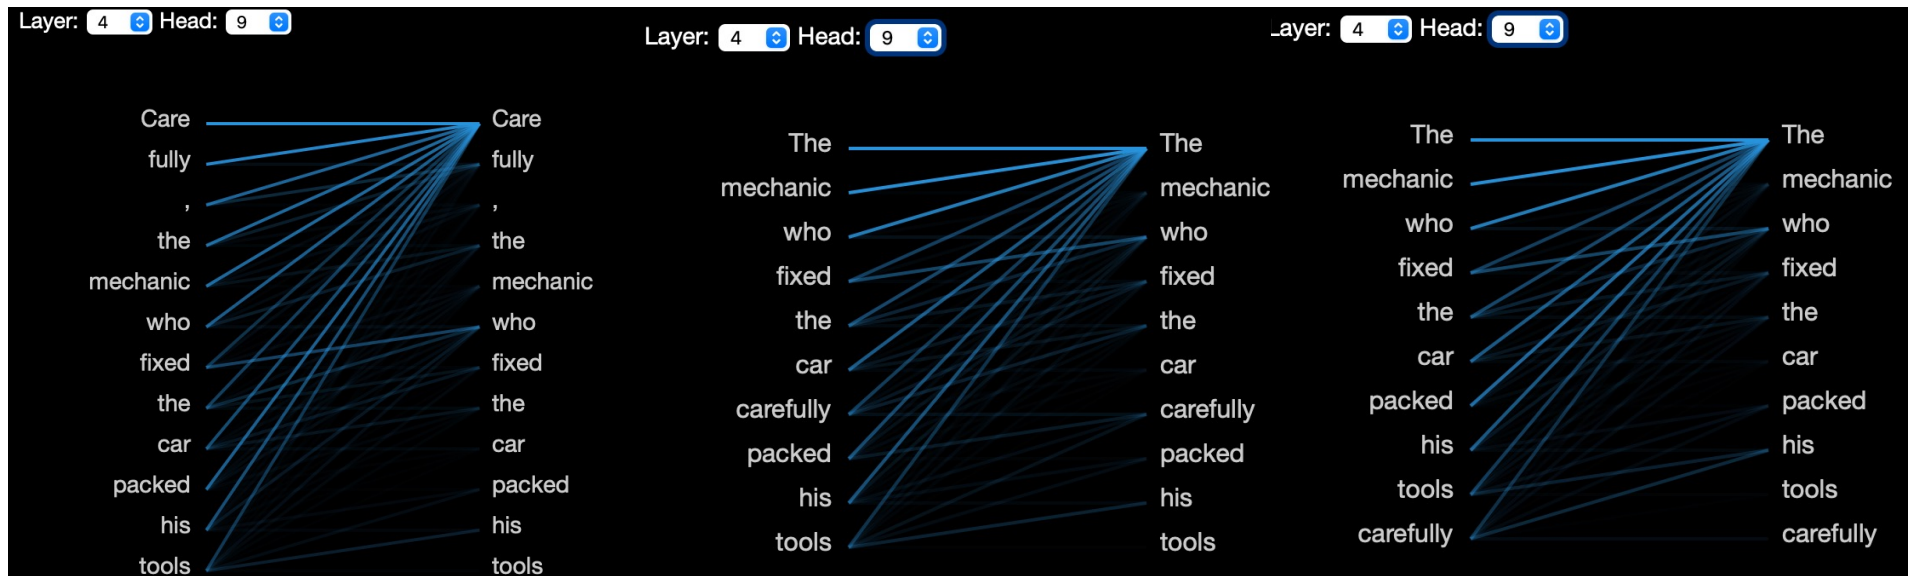 Layer: 4 Head: 9
Care Care
fully fully
, ,
the the
mechanic mechanic
who who
fixed fixed
the the
car car
packed packed
his his
tools tools
Layer: 4 Head: 9
The The
mechanic mechanic
who who
fixed fixed
the the
car car
carefully carefully
packed packed
his his
tools tools
Layer: 4 Head: 9
The The
mechanic mechanic
who who
fixed fixed
the the
car car
packed packed
his his
tools tools
carefully carefully